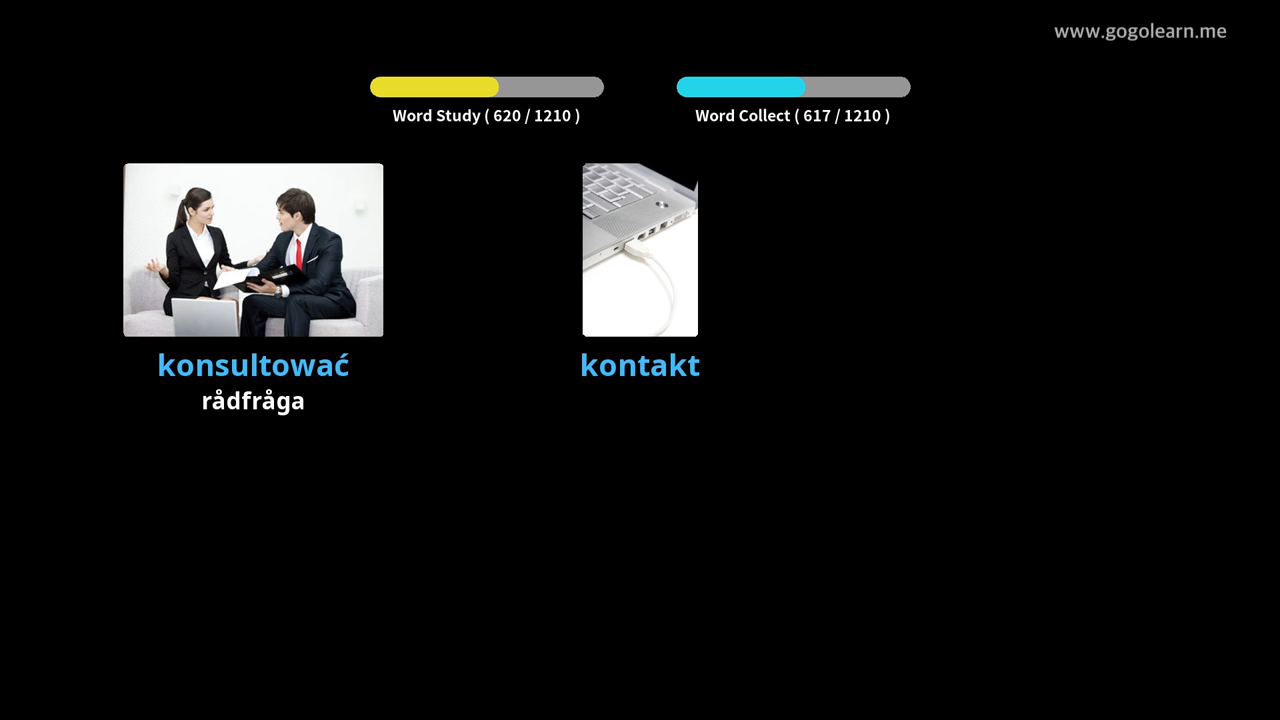 www.gogolearn.me
Word Study ( 620 / 1210 )
Word Collect ( 617 / 1210 )
konsultować
rådfråga
kontakt